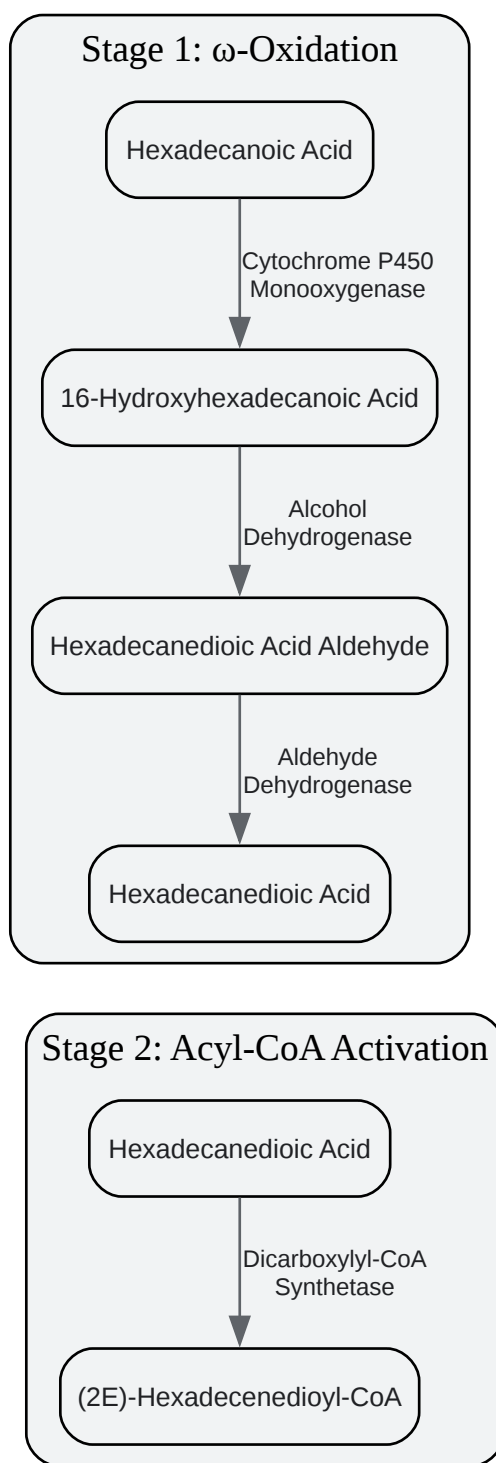 Stage 1: ω-Oxidation
Hexadecanoic Acid
Cytochrome P450
Monooxygenase
16-Hydroxyhexadecanoic Acid
Alcohol
Dehydrogenase
Hexadecanedioic Acid Aldehyde
Aldehyde
Dehydrogenase
Hexadecanedioic Acid
Stage 2: Acyl-CoA Activation
Hexadecanedioic Acid
Dicarboxylyl-CoA
Synthetase
(2E)-Hexadecenedioyl-CoA